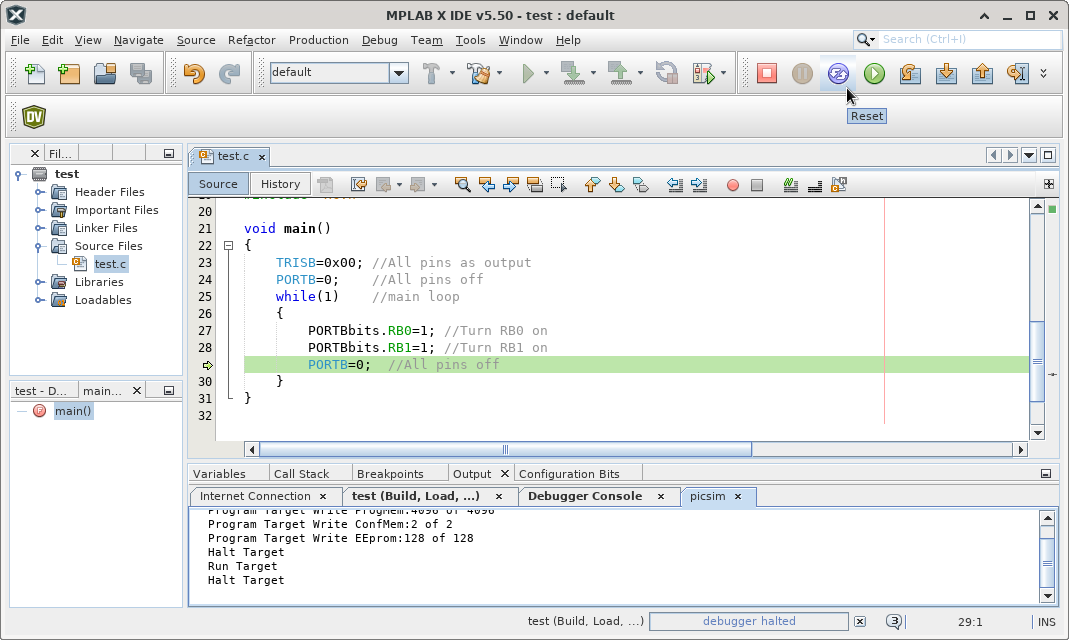 MPLAB X IDE v5.50 - test : default
File Edit View Navigate Source Refactor Production Debug Team Tools Window Help
Search (Ctrl+I)
default
DV
Reset
Fil...
test.c
test
Header Files
Important Files
Linker Files
Source Files
test.c
Libraries
Loadables
Source History
20
21 void main()
22 {
23 TRISB=0x00; //All pins as output
24 PORTB=0; //All pins off
25 while(1) //main loop
26 {
27 PORTBbits.RB0=1; //Turn RB0 on
28 PORTBbits.RB1=1; //Turn RB1 on
PORTB=0; //All pins off
30 }
31 }
32
test - D... main...
main()
Variables Call Stack Breakpoints Output Configuration Bits
Internet Connection test (Build, Load, ...) Debugger Console picsim
Program Target Write ProgMem:4096 of 4096
Program Target Write ConfMem:2 of 2
Program Target Write EEprom:128 of 128
Halt Target
Run Target
Halt Target
test (Build, Load, ...) debugger halted 29:1 INS